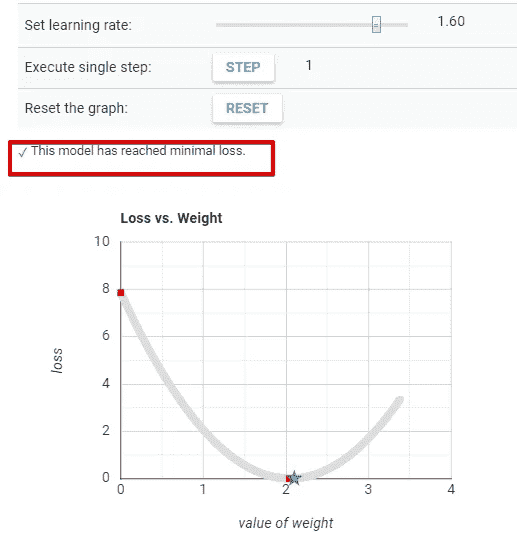 Set learning rate: 1.60
Execute single step: STEP 1
Reset the graph: RESET
✓ This model has reached minimal loss.
Loss vs. Weight
10
8
6
4
2
0
loss
0 1 2 3 4
value of weight